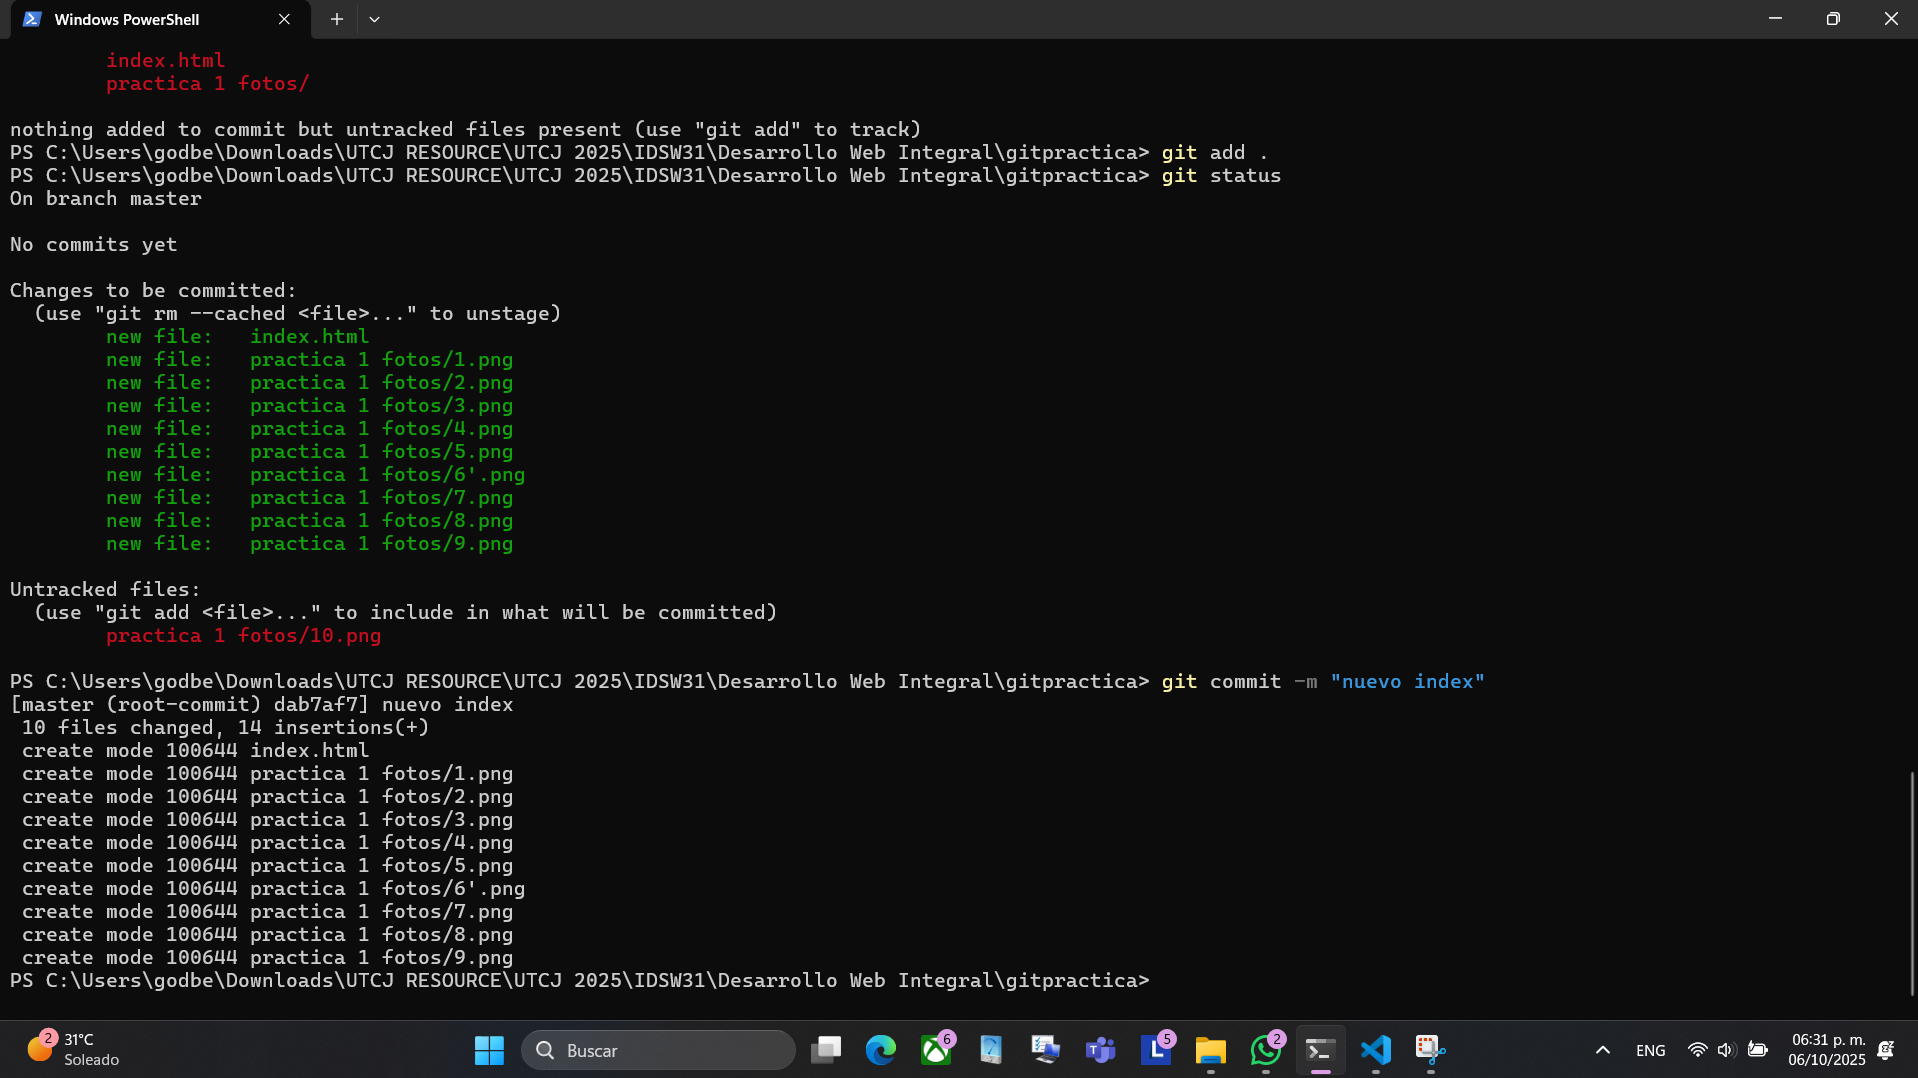 Windows PowerShell
index.html
practica 1 fotos/
nothing added to commit but untracked files present (use "git add" to track)
PS C:\Users\godbe\Downloads\UTCJ RESOURCE\UTCJ 2025\IDSW31\Desarrollo Web Integral\gitpractica> git add .
PS C:\Users\godbe\Downloads\UTCJ RESOURCE\UTCJ 2025\IDSW31\Desarrollo Web Integral\gitpractica> git status
On branch master
No commits yet
Changes to be committed:
(use "git rm --cached <file>..." to unstage)
new file:   index.html
new file:   practica 1 fotos/1.png
new file:   practica 1 fotos/2.png
new file:   practica 1 fotos/3.png
new file:   practica 1 fotos/4.png
new file:   practica 1 fotos/5.png
new file:   practica 1 fotos/6'.png
new file:   practica 1 fotos/7.png
new file:   practica 1 fotos/8.png
new file:   practica 1 fotos/9.png
Untracked files:
(use "git add <file>..." to include in what will be committed)
practica 1 fotos/10.png
PS C:\Users\godbe\Downloads\UTCJ RESOURCE\UTCJ 2025\IDSW31\Desarrollo Web Integral\gitpractica> git commit -m "nuevo index"
[master (root-commit) dab7af7] nuevo index
10 files changed, 14 insertions(+)
create mode 100644 index.html
create mode 100644 practica 1 fotos/1.png
create mode 100644 practica 1 fotos/2.png
create mode 100644 practica 1 fotos/3.png
create mode 100644 practica 1 fotos/4.png
create mode 100644 practica 1 fotos/5.png
create mode 100644 practica 1 fotos/6'.png
create mode 100644 practica 1 fotos/7.png
create mode 100644 practica 1 fotos/8.png
create mode 100644 practica 1 fotos/9.png
PS C:\Users\godbe\Downloads\UTCJ RESOURCE\UTCJ 2025\IDSW31\Desarrollo Web Integral\gitpractica>
2
31°C
Soleado
Buscar
6
T
L
5
2
ENG
06:31 p. m.
06/10/2025